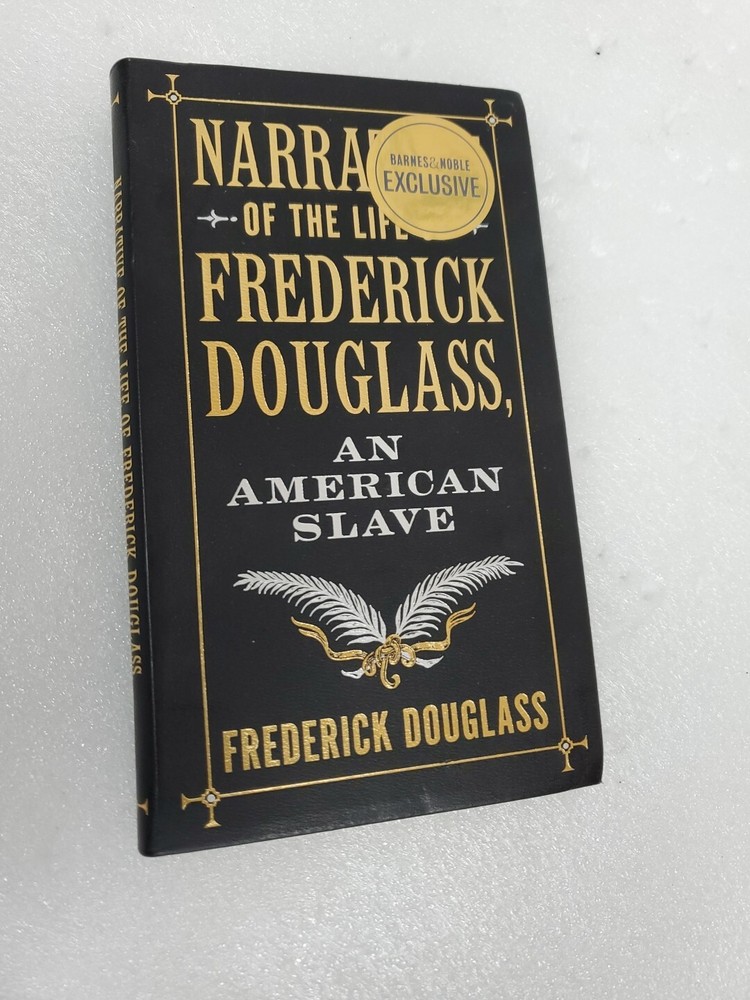 NARRA
BARNES&NOBLE
EXCLUSIVE
OF THE LIFE
FREDERICK
DOUGLASS,
AN
AMERICAN
SLAVE
FREDERICK DOUGLASS
NARRATIVE OF THE LIFE OF FREDERICK DOUGLASS